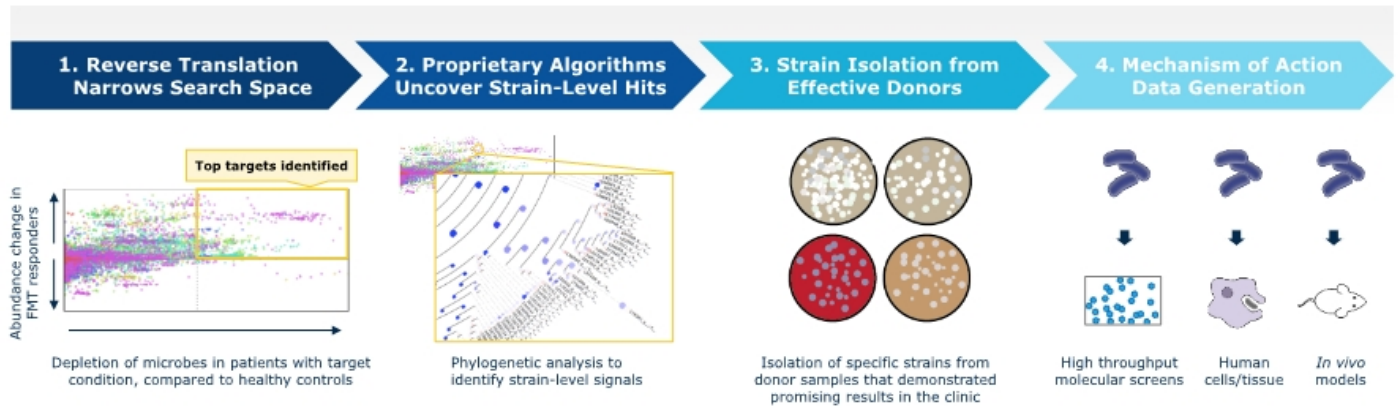 1. Reverse Translation
Narrows Search Space
2. Proprietary Algorithms
Uncover Strain-Level Hits
3. Strain Isolation from
Effective Donors
4. Mechanism of Action
Data Generation
Top targets identified
Abundance change in
FMT responders
Depletion of microbes in patients with target
condition, compared to healthy controls
Phylogenetic analysis to
identify strain-level signals
Isolation of specific strains from
donor samples that demonstrated
promising results in the clinic
High throughput
molecular screens
Human
cells/tissue
In vivo
models